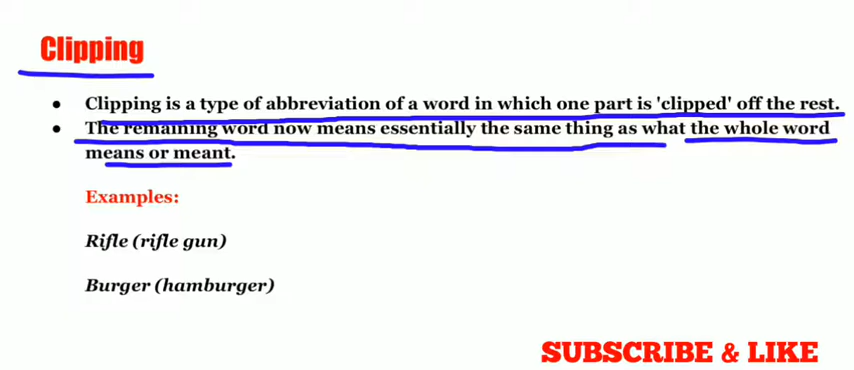 Clipping
● Clipping is a type of abbreviation of a word in which one part is 'clipped' off the rest.
● The remaining word now means essentially the same thing as what the whole word
means or meant.
Examples:
Rifle (rifle gun)
Burger (hamburger)
SUBSCRIBE & LIKE